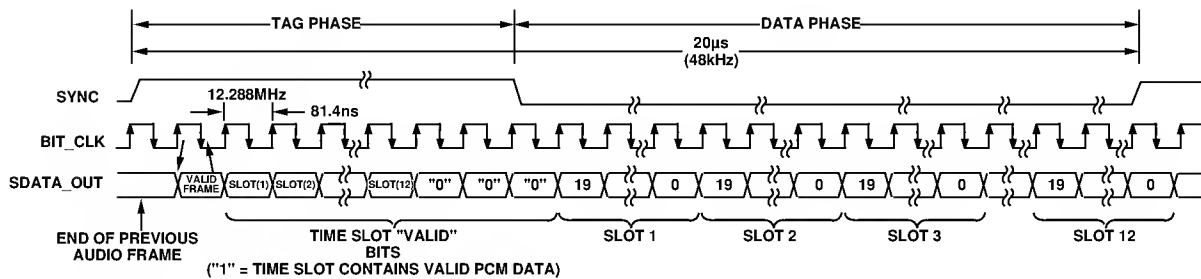 TAG PHASE
DATA PHASE
20µs
(48kHz)
SYNC
12.288MHz
81.4ns
BIT_CLK
SDATA_OUT
VALID
FRAME
SLOT(1)
SLOT(2)
SLOT(12)
"0"
"0"
"0"
19
0
19
0
19
0
19
0
END OF PREVIOUS
AUDIO FRAME
TIME SLOT "VALID"
BITS
("1" = TIME SLOT CONTAINS VALID PCM DATA)
SLOT 1
SLOT 2
SLOT 3
SLOT 12